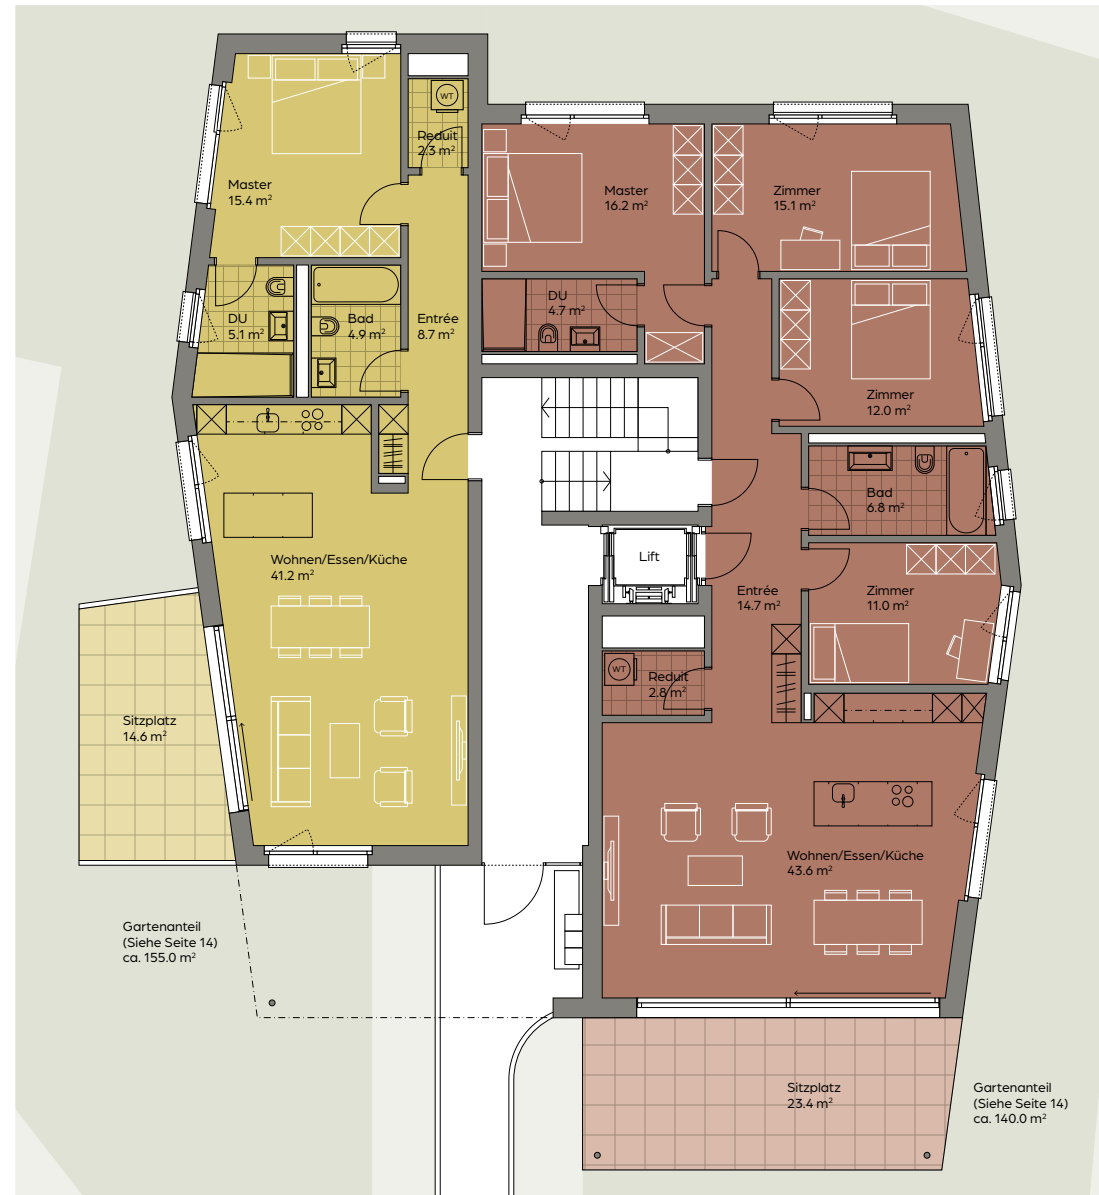 WT
Reduit
2.3 m²
Master
15.4 m²
Master
16.2 m²
Zimmer
15.1 m²
DU
5.1 m²
Bad
4.9 m²
Entrée
8.7 m²
DU
4.7 m²
Zimmer
12.0 m²
Bad
6.8 m²
Wohnen/Essen/Küche
41.2 m²
Lift
Entrée
14.7 m²
Zimmer
11.0 m²
WT
Reduit
2.8 m²
Sitzplatz
14.6 m²
Wohnen/Essen/Küche
43.6 m²
Gartenanteil
(Siehe Seite 14)
ca. 155.0 m²
Sitzplatz
23.4 m²
Gartenanteil
(Siehe Seite 14)
ca. 140.0 m²